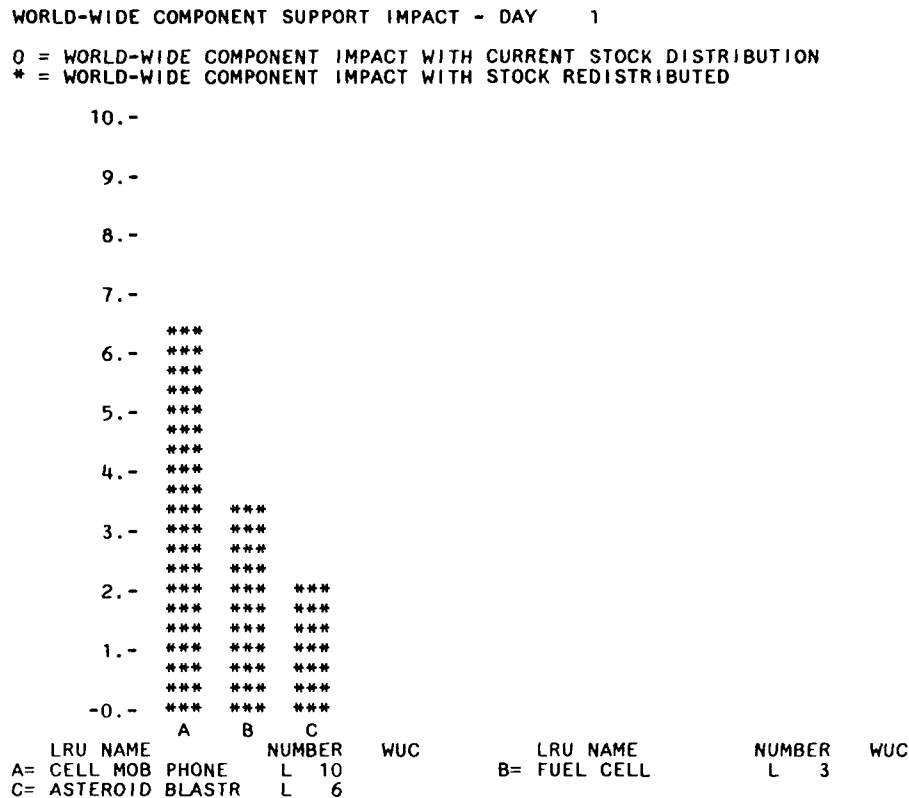 WORLD-WIDE COMPONENT SUPPORT IMPACT - DAY 1
O = WORLD-WIDE COMPONENT IMPACT WITH CURRENT STOCK DISTRIBUTION
* = WORLD-WIDE COMPONENT IMPACT WITH STOCK REDISTRIBUTED
10.-
9.-
8.-
7.-
***
6.- ***
***
***
5.- ***
***
***
4.- ***
***
*** ***
3.- *** ***
*** ***
*** ***
2.- *** *** ***
*** *** ***
*** *** ***
1.- *** *** ***
*** *** ***
*** *** ***
-0.- *** *** ***
A B C
LRU NAME NUMBER WUC LRU NAME NUMBER WUC
A= CELL MOB PHONE L 10 B= FUEL CELL L 3
C= ASTEROID BLASTR L 6